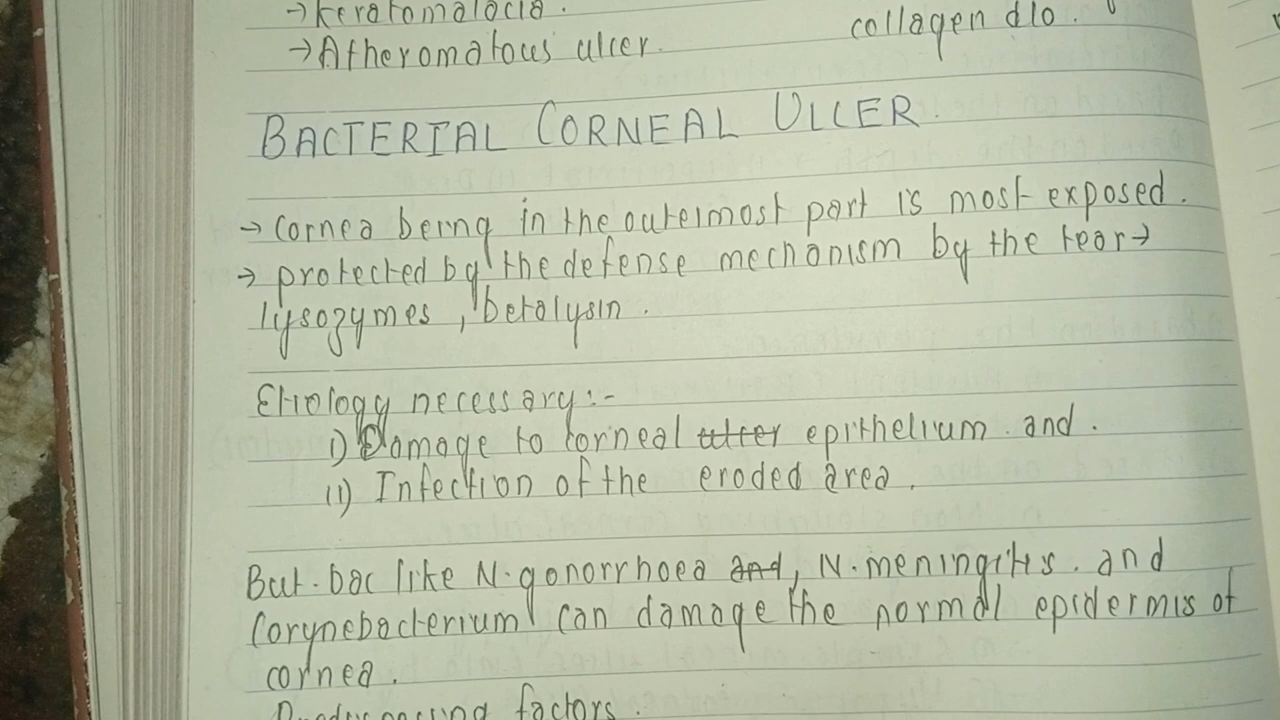 → keratomalacia.
→ Atheromatous ulcer.
collagen d/o.
BACTERIAL CORNEAL ULCER.
→ cornea being in the outermost part is most exposed.
→ protected by the defense mechanism by the tear →
lysozymes, betalysin.
Etiology necessary:-
i) Damage to corneal ulcer epithelium and.
ii) Infection of the eroded area.
But bac like N. gonorrhoea and, N. meningitis. and
Corynebacterium can damage the normal epidermis of
cornea.
factors.